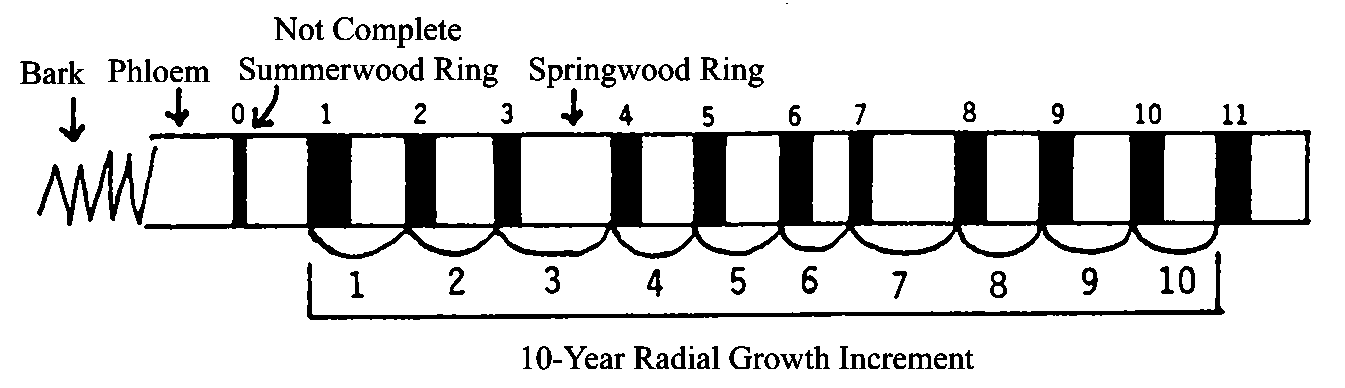 Not Complete
Bark Phloem Summerwood Ring Springwood Ring
0 1 2 3 4 5 6 7 8 9 10 11
1 2 3 4 5 6 7 8 9 10
10-Year Radial Growth Increment